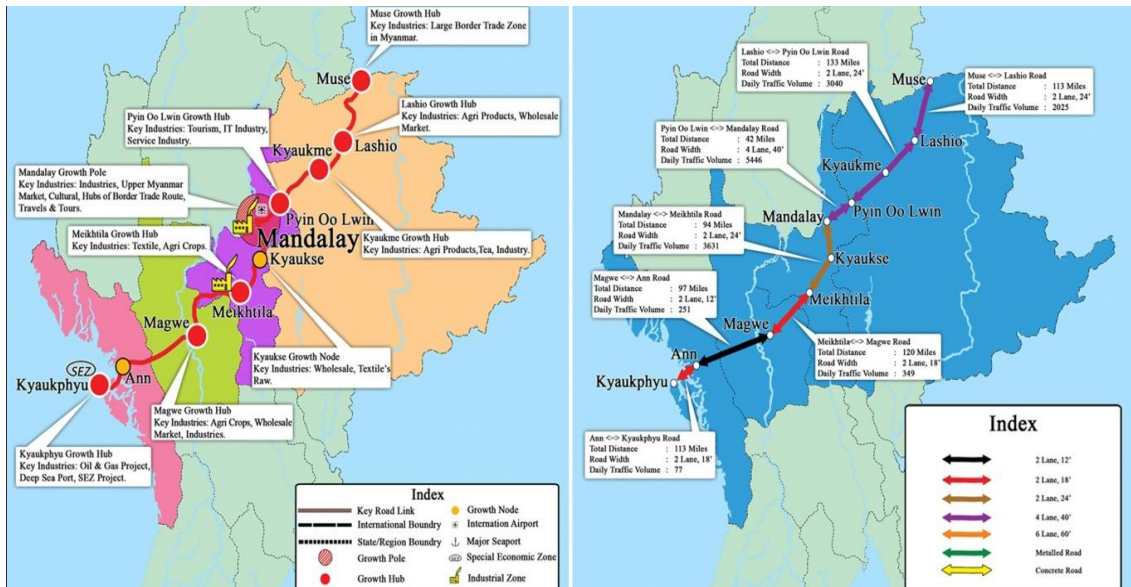 Muse Growth Hub
Key Industries: Large Border Trade Zone
in Myanmar.
Muse
Lashio Growth Hub
Key Industries: Agri Products, Wholesale
Market.
Pyin Oo Lwin Growth Hub
Key Industries: Tourism, IT Industry,
Service Industry.
Lashio
Kyaukme
Mandalay Growth Pole
Key Industries: Industries, Upper Myanmar
Market, Cultural, Hubs of Border Trade Route,
Travels & Tours.
Pyin Oo Lwin
Mandalay
Meikhtila Growth Hub
Key Industries: Textile, Agri Crops.
Kyaukme Growth Hub
Key Industries: Agri Products,Tea, Industry.
Kyaukse
Meikhtila
Magwe
Kyaukse Growth Node
Key Industries: Wholesale, Textile's
Raw.
SEZ
Ann
Kyaukphyu
Magwe Growth Hub
Key Industries: Agri Crops, Wholesale
Market, Industries.
Kyaukphyu Growth Hub
Key Industries: Oil & Gas Project,
Deep Sea Port, SEZ Project.
Index
Key Road Link
International Boundary
State/Region Boundary
Growth Pole
Growth Hub
Growth Node
Internation Airport
Major Seaport
SEZ Special Economic Zone
Industrial Zone
Lashio <=> Pyin Oo Lwin Road
Total Distance : 133 Miles
Road Width : 2 Lane, 24'
Daily Traffic Volume : 3040
Muse
Muse <=> Lashio Road
Total Distance : 113 Miles
Road Width : 2 Lane, 24'
Daily Traffic Volume : 2025
Pyin Oo Lwin <=> Mandalay Road
Total Distance : 42 Miles
Road Width : 4 Lane, 40'
Daily Traffic Volume : 5446
Lashio
Kyaukme
Pyin Oo Lwin
Mandalay
Mandalay <=> Meikhtila Road
Total Distance : 94 Miles
Road Width : 2 Lane, 24'
Daily Traffic Volume : 3631
Kyaukse
Magwe <=> Ann Road
Total Distance : 97 Miles
Road Width : 2 Lane, 12'
Daily Traffic Volume : 251
Meikhtila
Magwe
Meikhtila<=> Magwe Road
Total Distance : 120 Miles
Road Width : 2 Lane, 18'
Daily Traffic Volume : 349
Ann
Kyaukphyu
Ann <=> Kyaukphyu Road
Total Distance : 113 Miles
Road Width : 2 Lane, 18'
Daily Traffic Volume : 77
Index
2 Lane, 12'
2 Lane, 18'
2 Lane, 24'
4 Lane, 40'
6 Lane, 60'
Metalled Road
Concrete Road